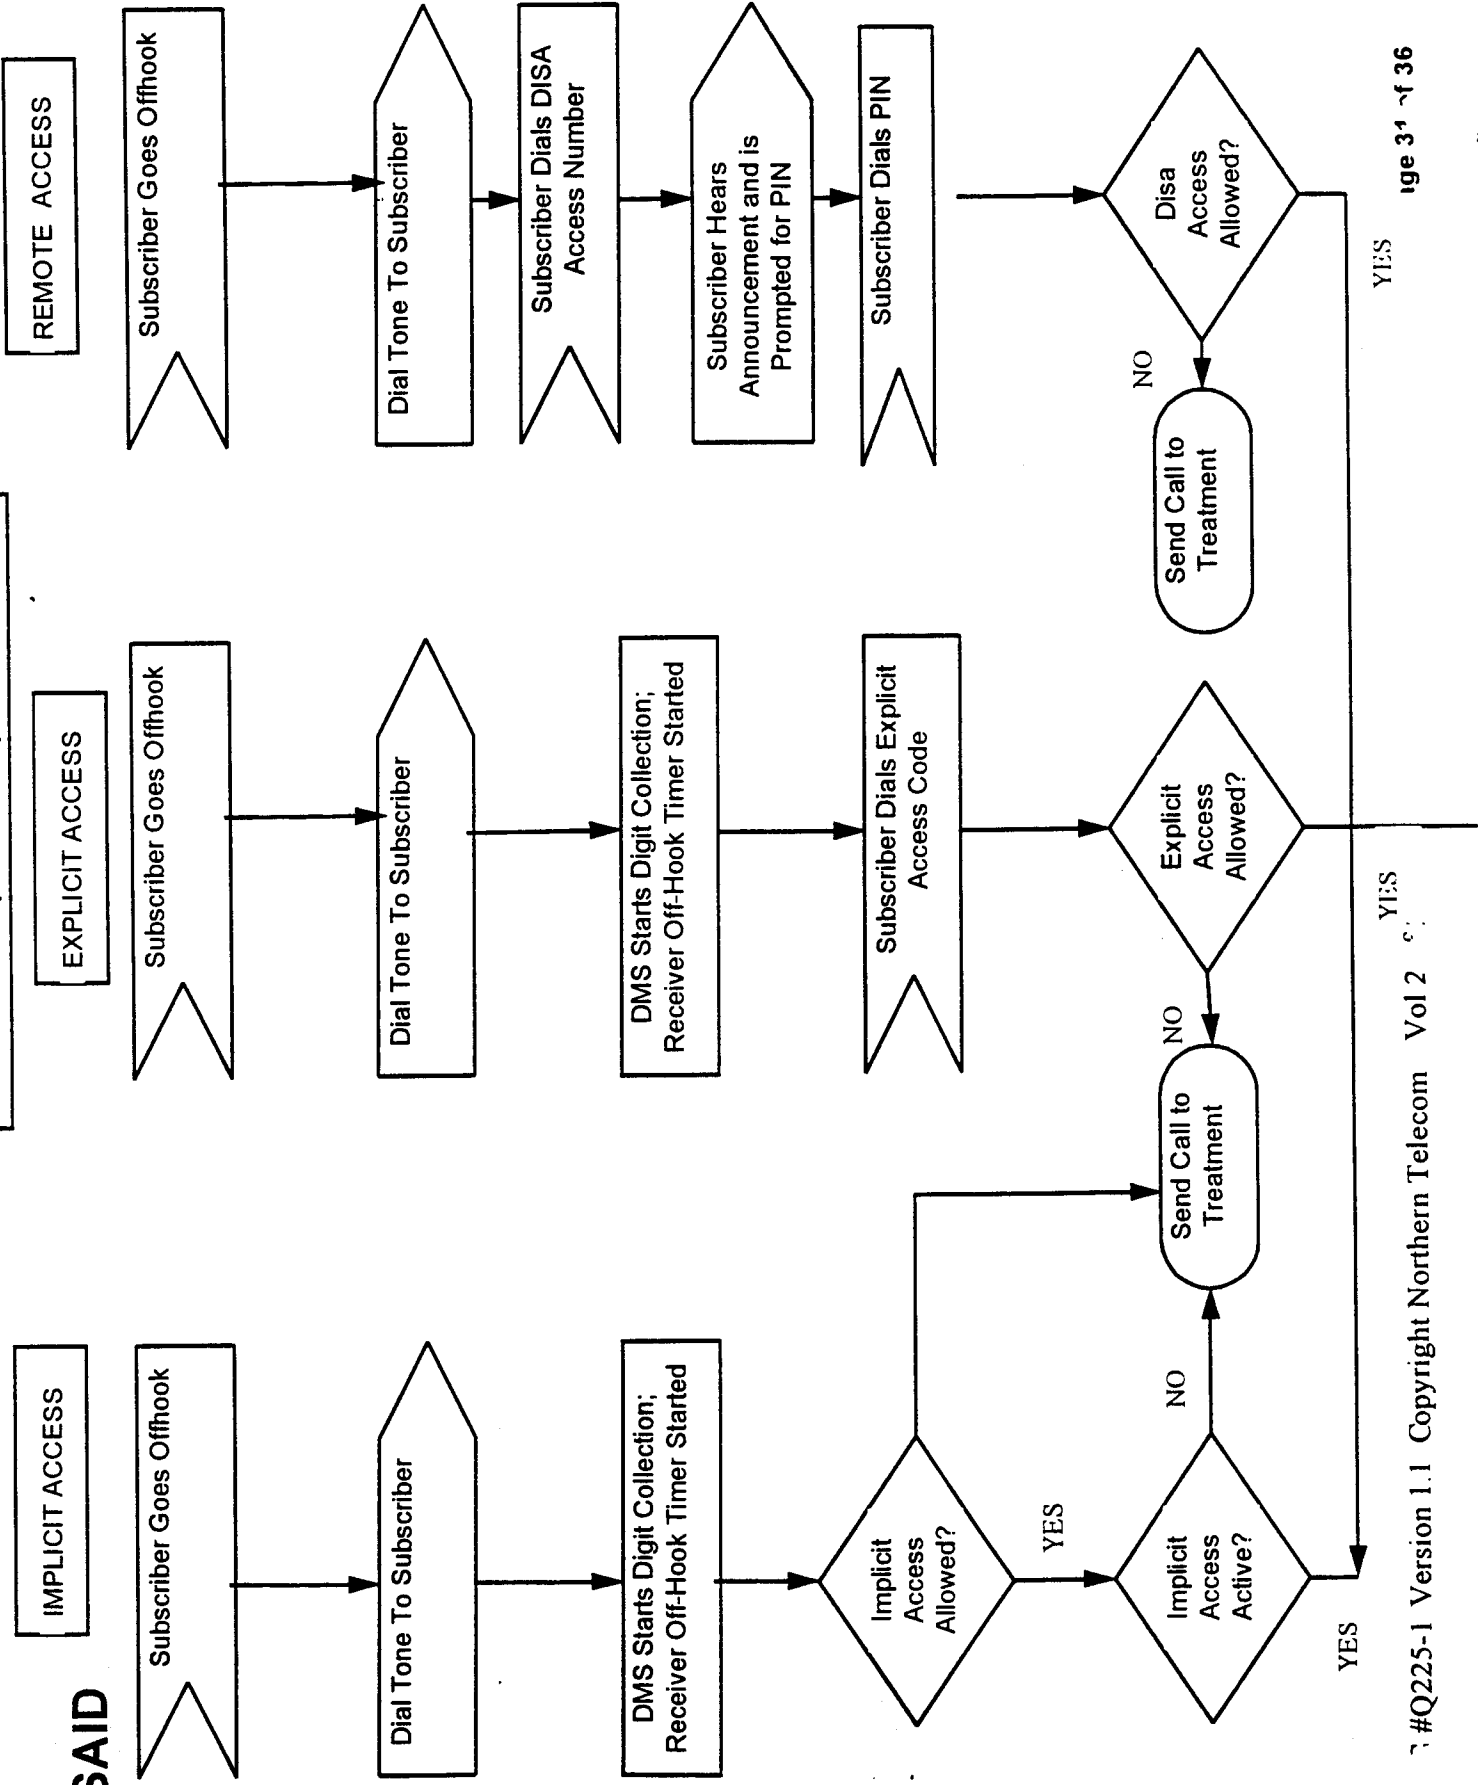 SAID
IMPLICIT ACCESS
Subscriber Goes Offhook
Dial Tone To Subscriber
DMS Starts Digit Collection;
Receiver Off-Hook Timer Started
Implicit
Access
Allowed?
YES
Implicit
Access
Active?
NO
YES
EXPLICIT ACCESS
Subscriber Goes Offhook
Dial Tone To Subscriber
DMS Starts Digit Collection;
Receiver Off-Hook Timer Started
Subscriber Dials Explicit
Access Code
Explicit
Access
Allowed?
NO
Send Call to
Treatment
YES
REMOTE ACCESS
Subscriber Goes Offhook
Dial Tone To Subscriber
Subscriber Dials DISA
Access Number
Subscriber Hears
Announcement and is
Prompted for PIN
Subscriber Dials PIN
Disa
Access
Allowed?
NO
Send Call to
Treatment
YES
#Q225-1 Version 1.1 Copyright Northern Telecom Vol 2
36